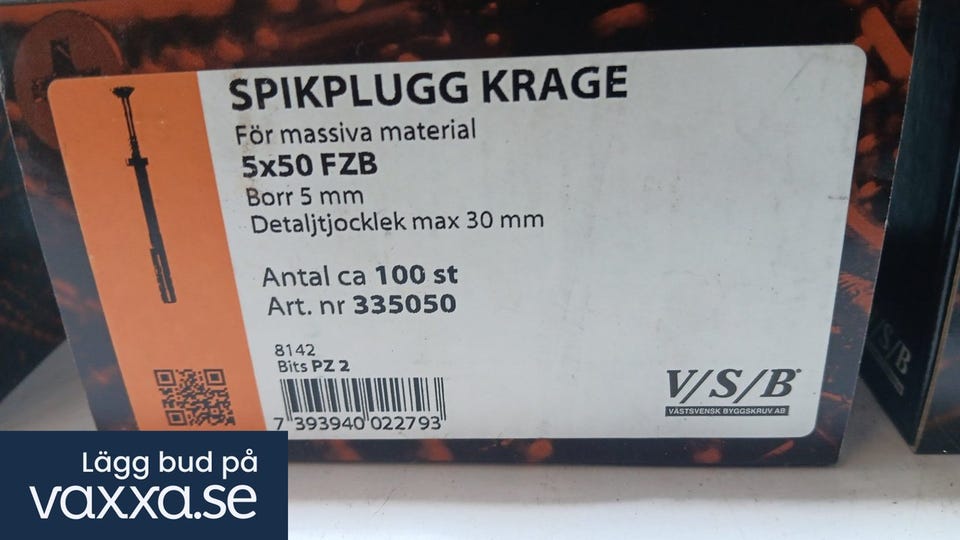 SPIKPLUGG KRAGE
För massiva material
5x50 FZB
Borr 5 mm
Detaljtjocklek max 30 mm
Antal ca 100 st
Art. nr 335050
8142
Bits PZ 2
7 393940 022793
V/S/B
VÄSTSVENSK BYGGSKRUV AB
/S/B
Lägg bud på
vaxxa.se